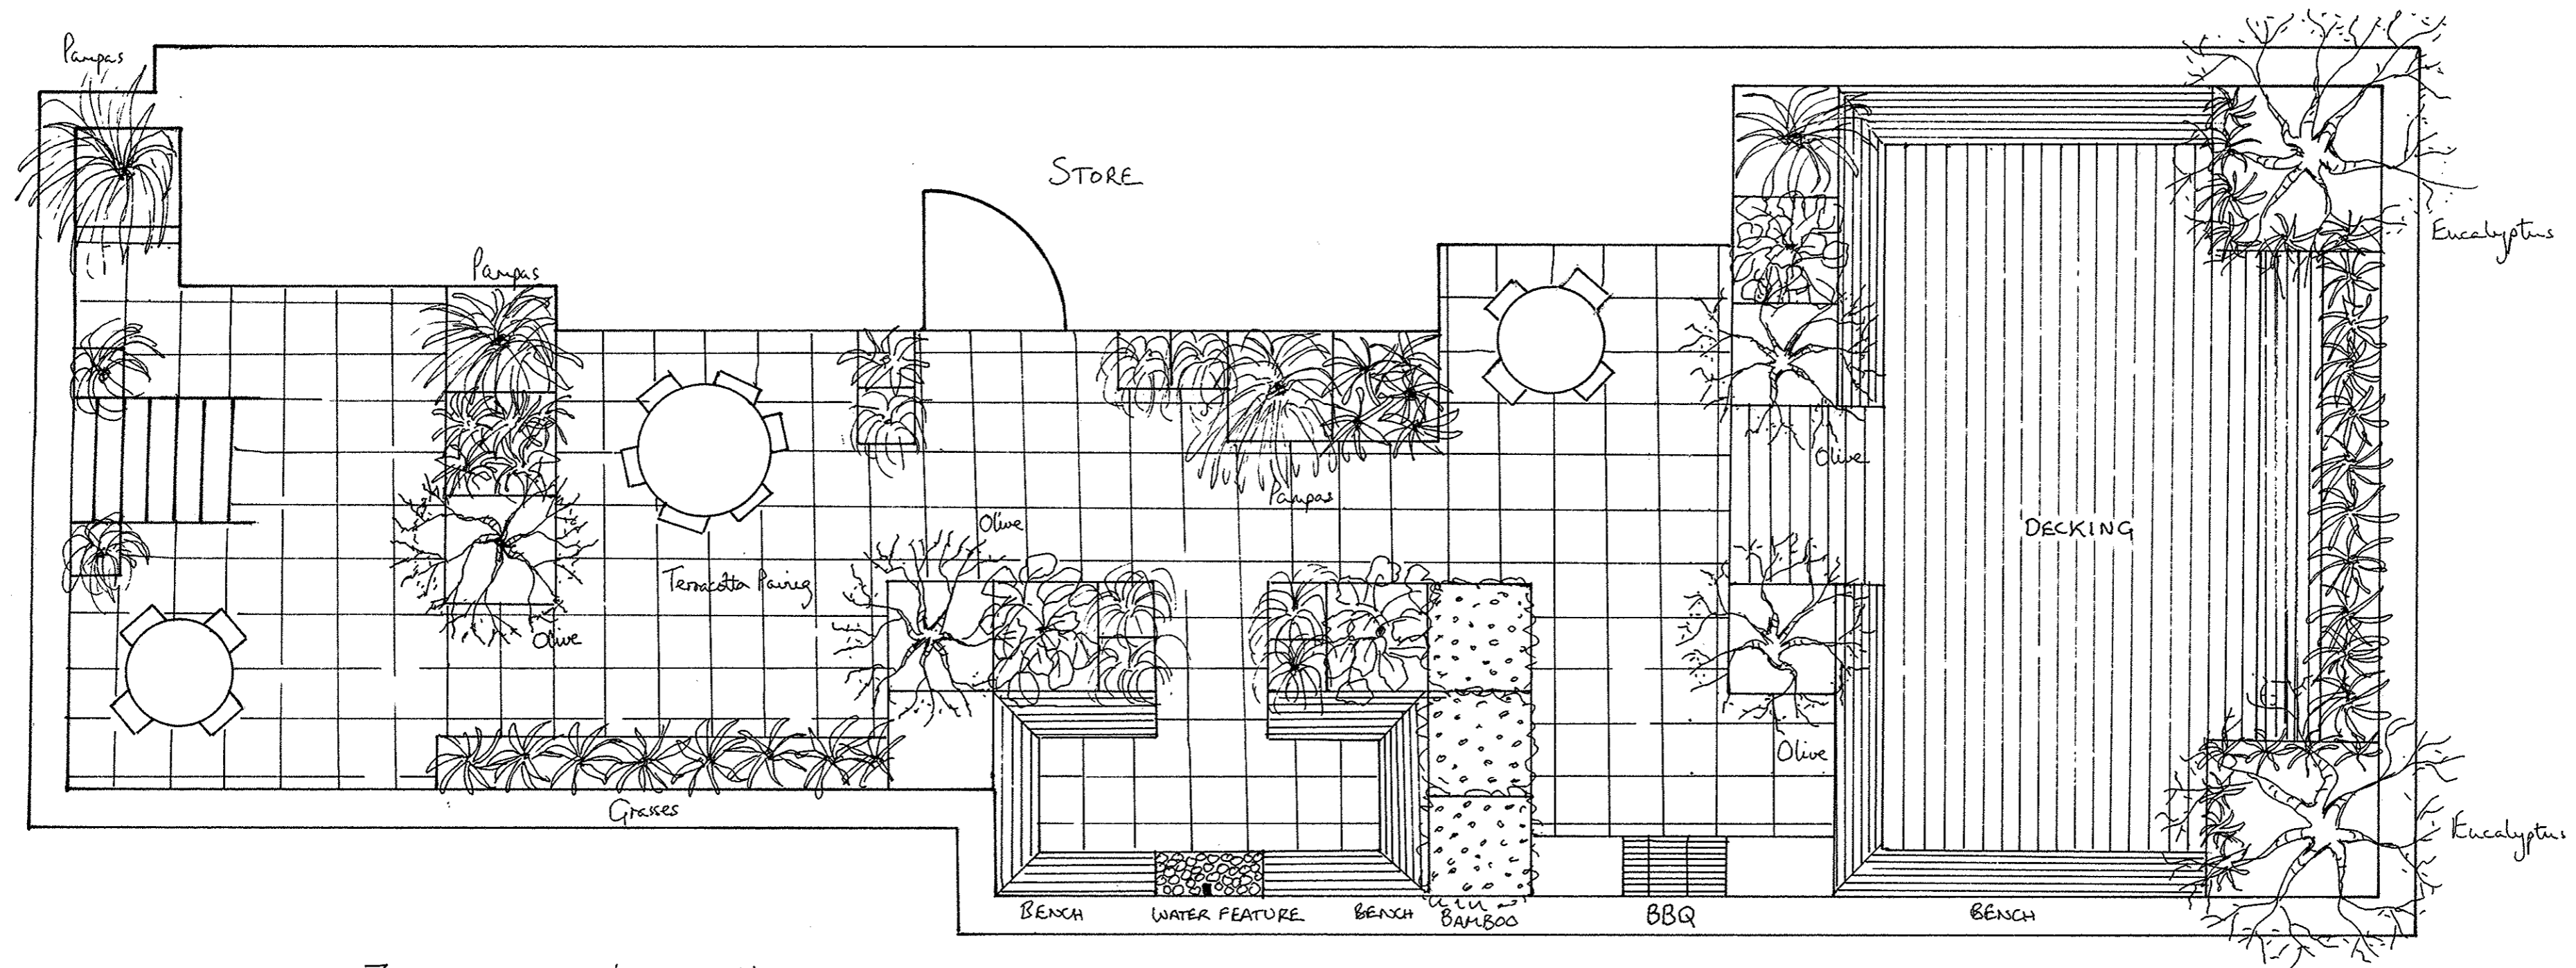 Pampas
STORE
Eucalyptus
Pampas
Olive
Pampas
Olive
DECKING
Terracotta Paving
Olive
Olive
Grasses
Eucalyptus
BENCH
WATER FEATURE
BENCH
BAMBOO
BBQ
BENCH